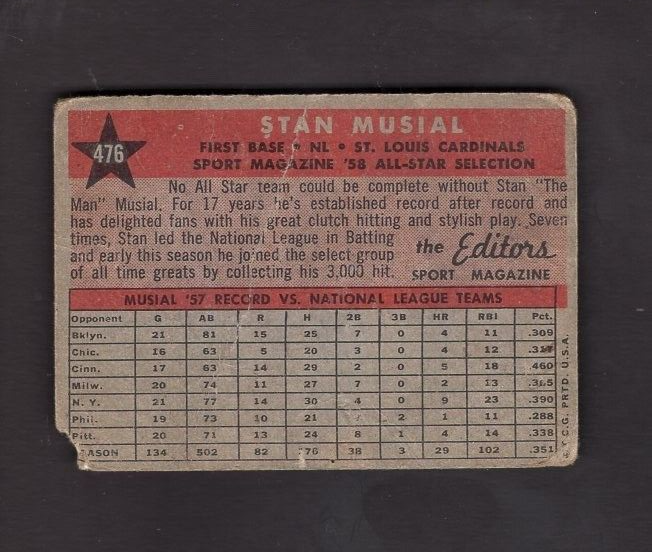 476
STAN MUSIAL
FIRST BASE • NL • ST. LOUIS CARDINALS
SPORT MAGAZINE '58 ALL-STAR SELECTION
No All Star team could be complete without Stan "The
Man" Musial. For 17 years he's established record after record and
has delighted fans with his great clutch hitting and stylish play. Seven
times, Stan led the National League in Batting
and early this season he joined the select group
of all time greats by collecting his 3,000 hit.
the Editors
SPORT MAGAZINE
MUSIAL '57 RECORD VS. NATIONAL LEAGUE TEAMS
Opponent G AB R H 2B 3B HR RBI Pct.
Bklyn. 21 81 15 25 7 0 4 11 .309
Chic. 16 63 5 20 3 0 4 12 .317
Cinn. 17 63 14 29 2 0 5 18 .460
Milw. 20 74 11 27 7 0 2 13 .365
N. Y. 21 77 14 30 4 0 9 23 .390
Phil. 19 73 10 21 7 2 1 11 .288
Pitt. 20 71 13 24 8 1 4 14 .338
EASON 134 502 82 176 38 3 29 102 .351
T.C.G. PRTD. U.S.A.